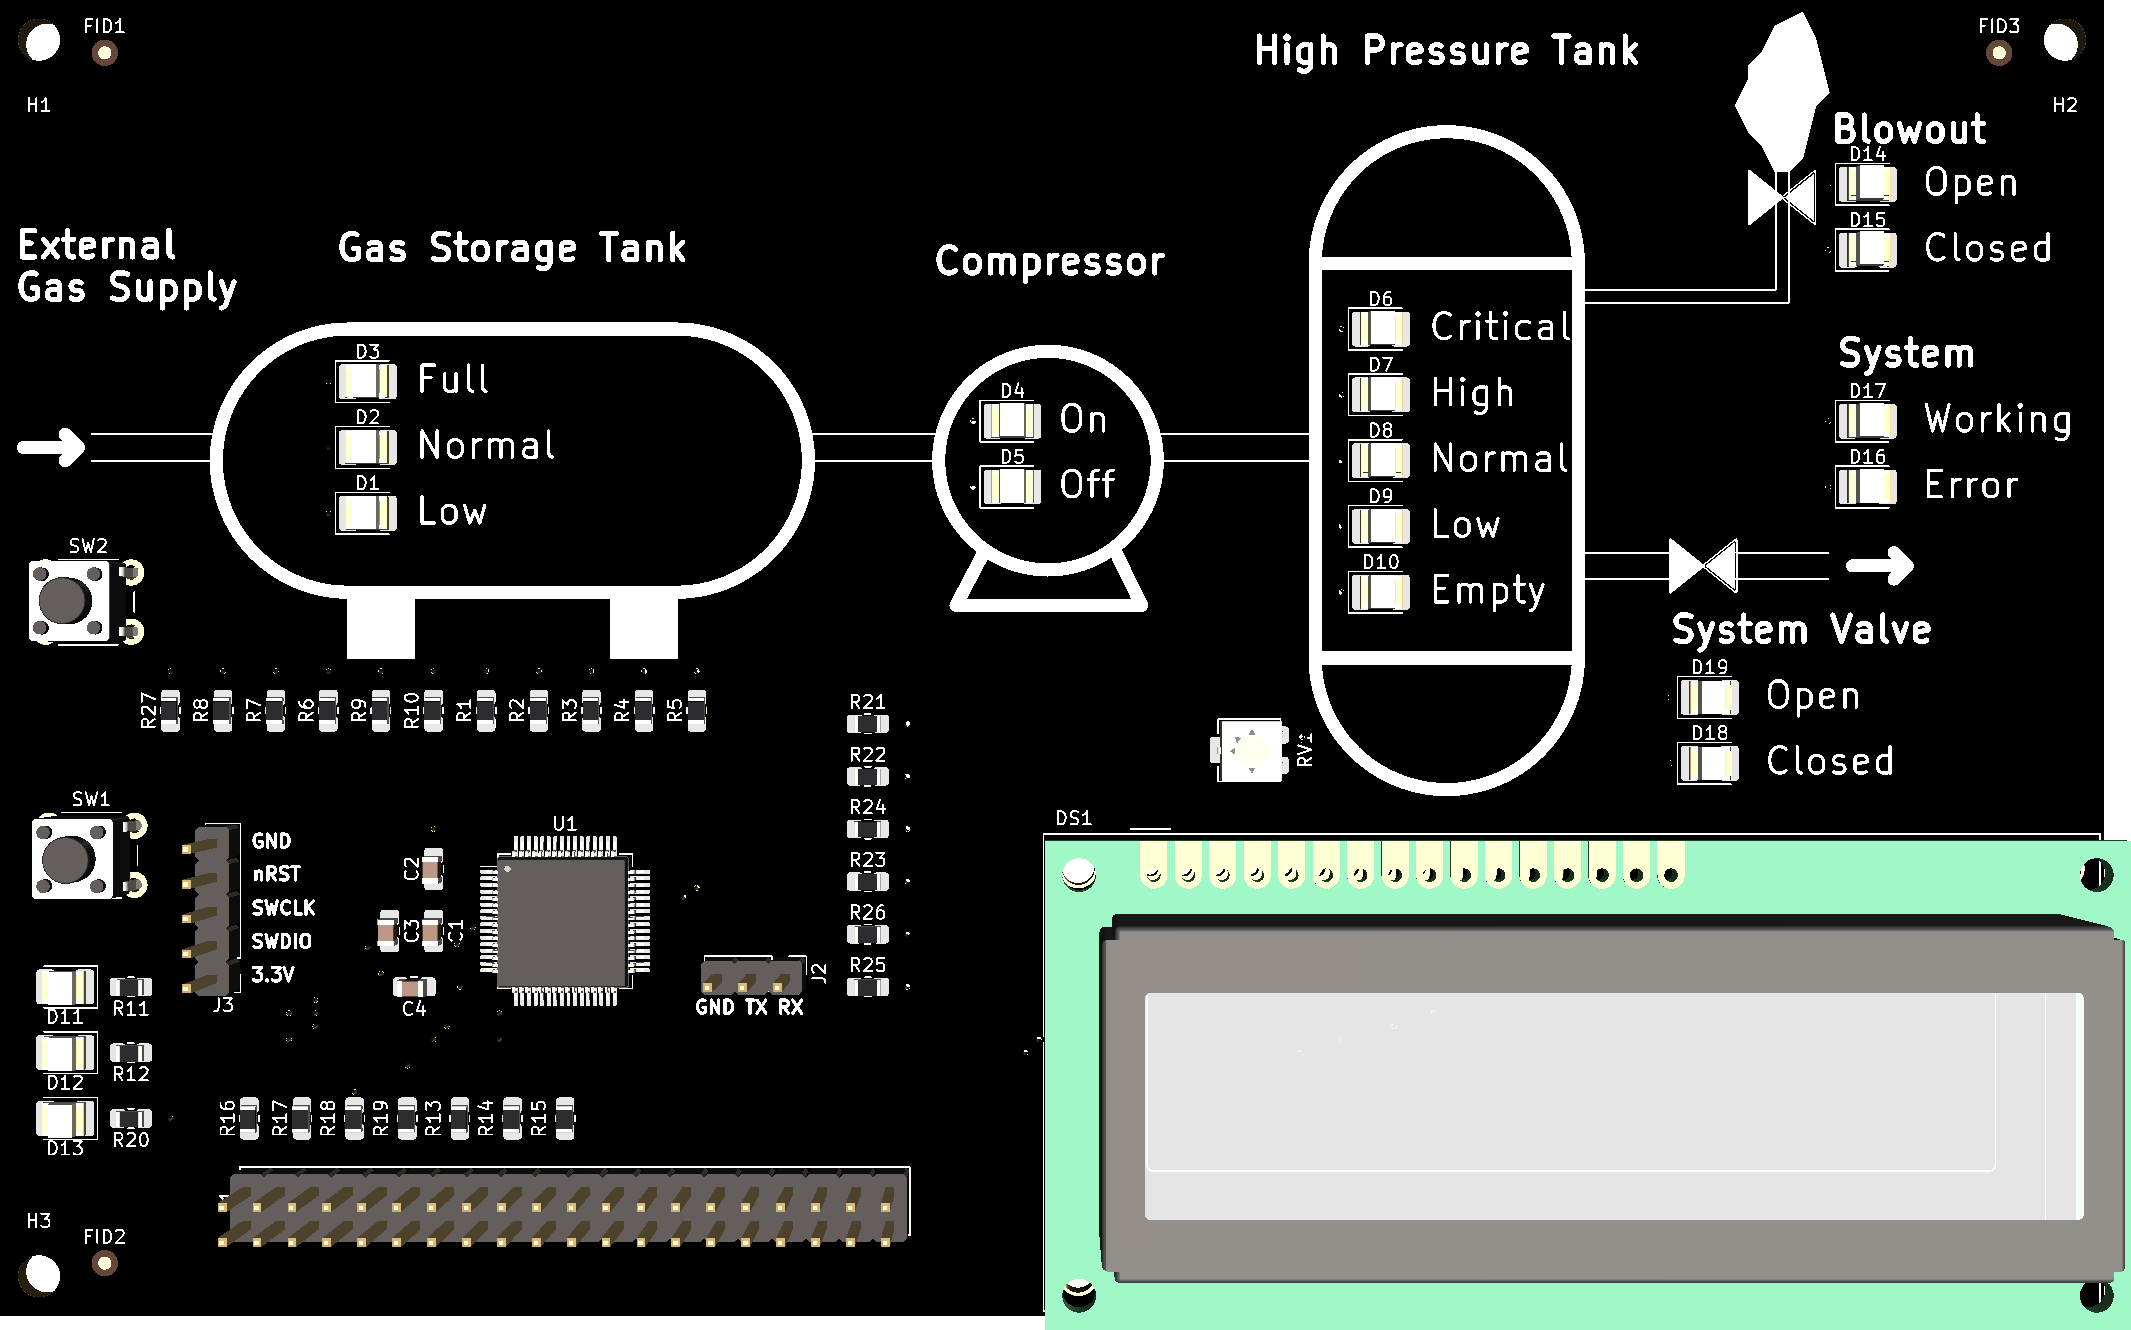 FID1
FID3
High Pressure Tank
H1
H2
Blowout
D14
Open
D15
Closed
External
Gas Supply
Gas Storage Tank
Compressor
D6
Critical
D7
High
D8
Normal
D9
Low
D10
Empty
D3
Full
D2
Normal
D1
Low
D4
On
D5
Off
System
D17
Working
D16
Error
System Valve
D19
Open
D18
Closed
SW2
R27
R8
R7
R6
R9
R10
R1
R2
R3
R4
R5
R21
R22
R24
R23
R26
R25
RV1
SW1
GND
nRST
SWCLK
SWDIO
3.3V
J3
C2
C3
C1
C4
U1
J2
GND TX RX
DS1
D11
R11
D12
R12
D13
R20
R16
R17
R18
R19
R13
R14
R15
H3
FID2